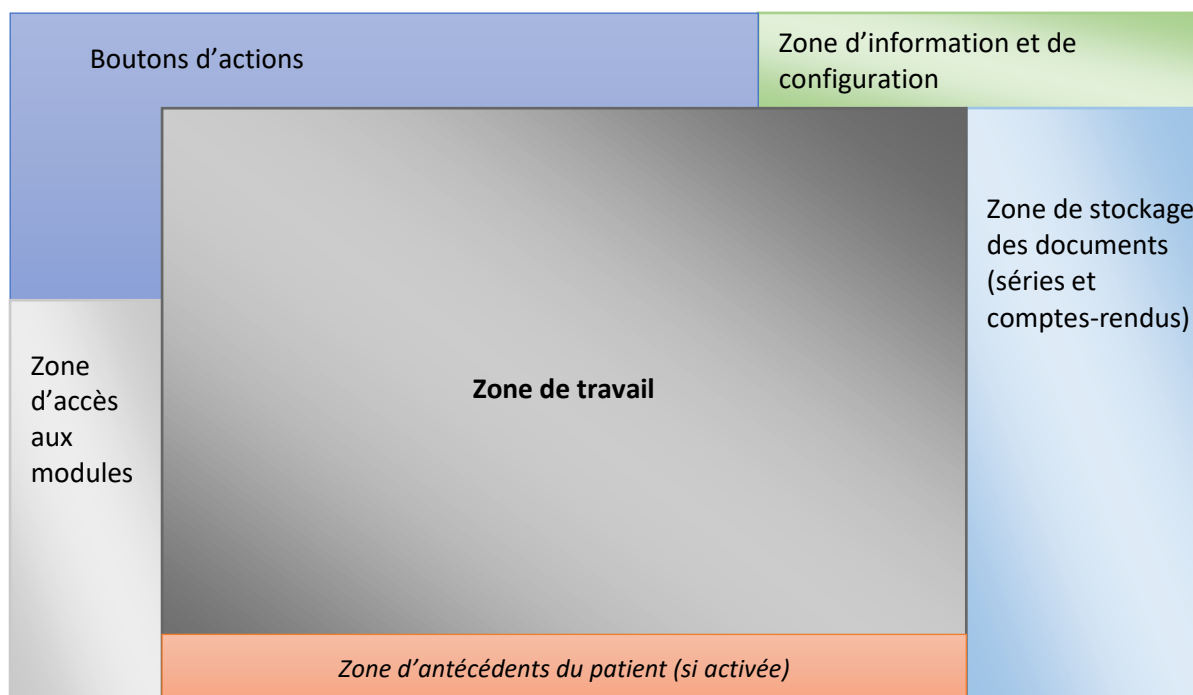 Boutons d’actions
Zone d’information et de
configuration
Zone de stockage
des documents
(séries et
comptes-rendus)
Zone
d’accès
aux
modules
Zone de travail
Zone d’antécédents du patient (si activée)